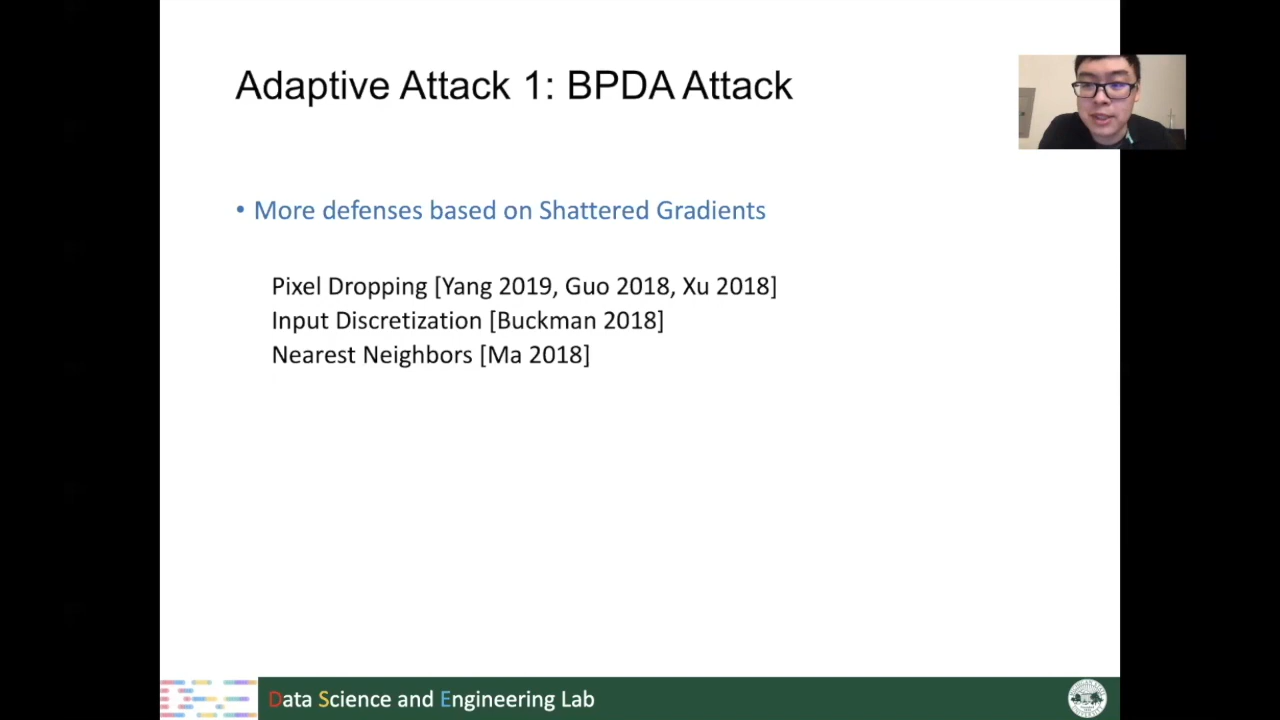 Adaptive Attack 1: BPDA Attack
• More defenses based on Shattered Gradients
Pixel Dropping [Yang 2019, Guo 2018, Xu 2018]
Input Discretization [Buckman 2018]
Nearest Neighbors [Ma 2018]
Data Science and Engineering Lab